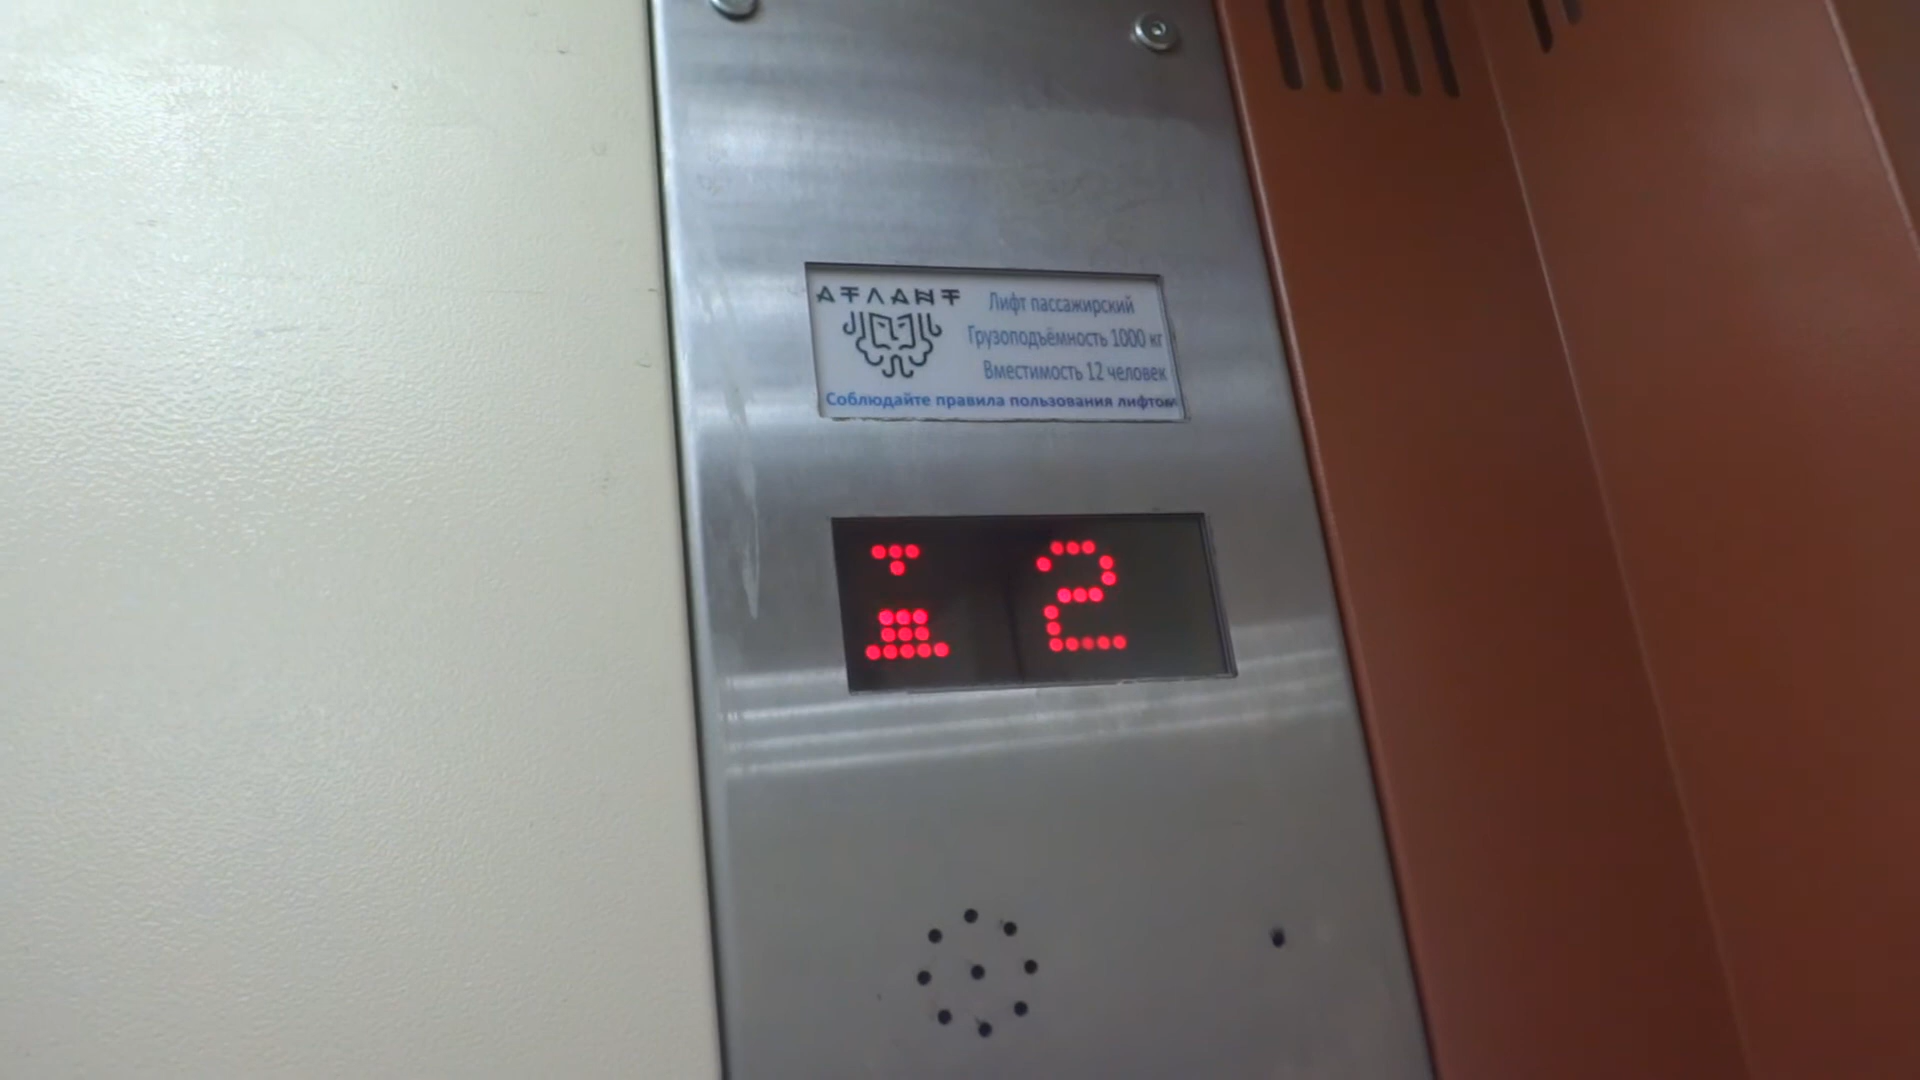 АТЛАНТ
Лифт пассажирский
Грузоподъёмность 1000 кг
Вместимость 12 человек
Соблюдайте правила пользования лифтом
2